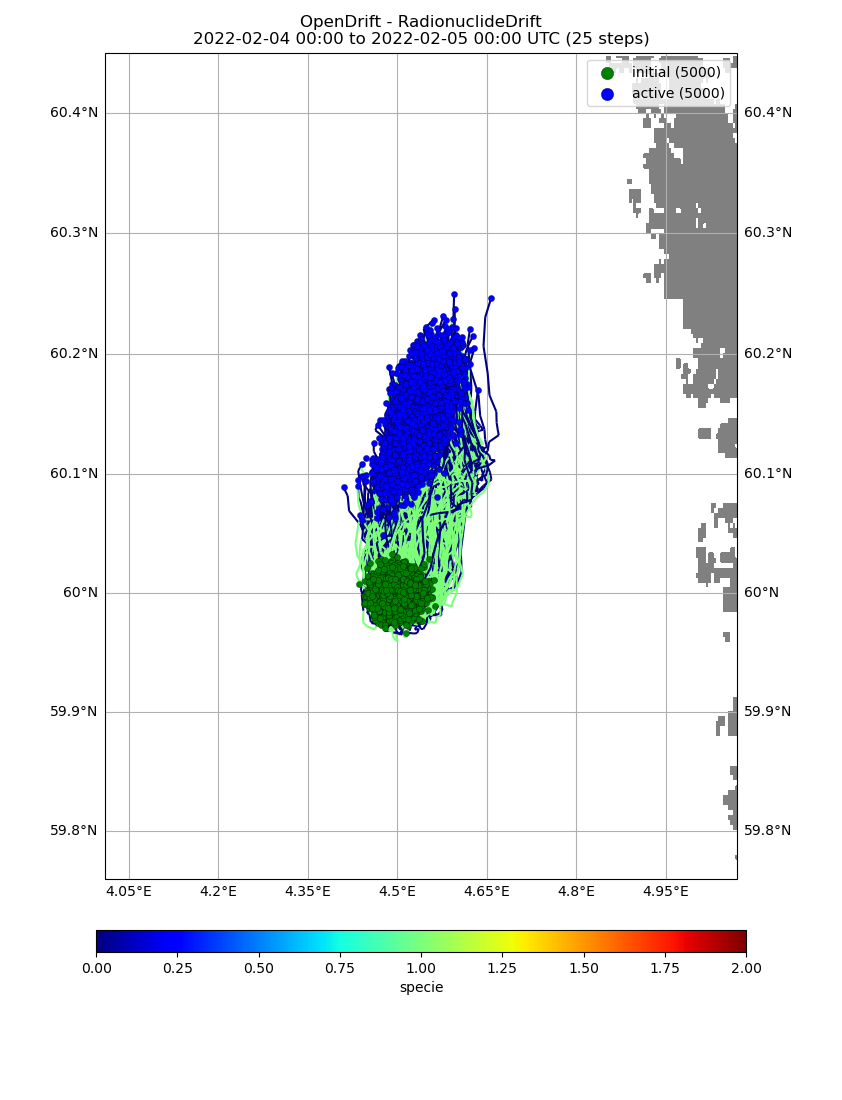 OpenDrift - RadionuclideDrift
2022-02-04 00:00 to 2022-02-05 00:00 UTC (25 steps)
initial (5000)
active (5000)
60.4°N
60.4°N
60.3°N
60.3°N
60.2°N
60.2°N
60.1°N
60.1°N
60°N
60°N
59.9°N
59.9°N
59.8°N
59.8°N
4.05°E 4.2°E 4.35°E 4.5°E 4.65°E 4.8°E 4.95°E
0.00 0.25 0.50 0.75 1.00 1.25 1.50 1.75 2.00
specie